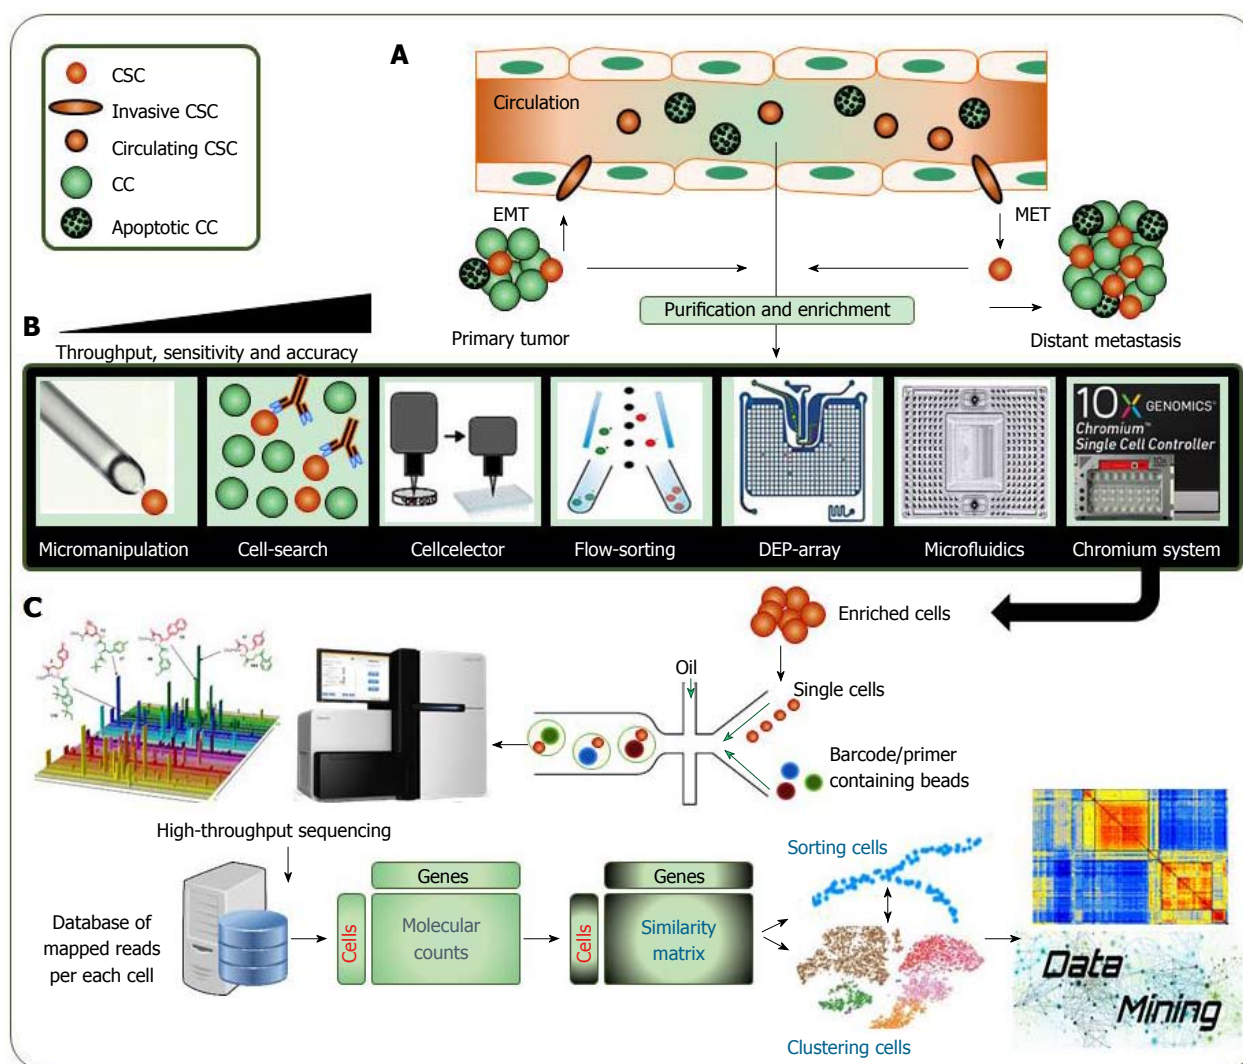 CSC
Invasive CSC
Circulating CSC
CC
Apoptotic CC
A
Circulation
EMT
MET
Purification and enrichment
Primary tumor
Distant metastasis
B
Throughput, sensitivity and accuracy
10X GENOMICS™
Chromium™
Single Cell Controller
Micromanipulation
Cell-search
Cellcelector
Flow-sorting
DEP-array
Microfluidics
Chromium system
C
Enriched cells
Oil
Single cells
Barcode/primer
containing beads
High-throughput sequencing
Database of
mapped reads
per each cell
Genes
Cells
Molecular
counts
Genes
Cells
Similarity
matrix
Sorting cells
Clustering cells
Data
Mining